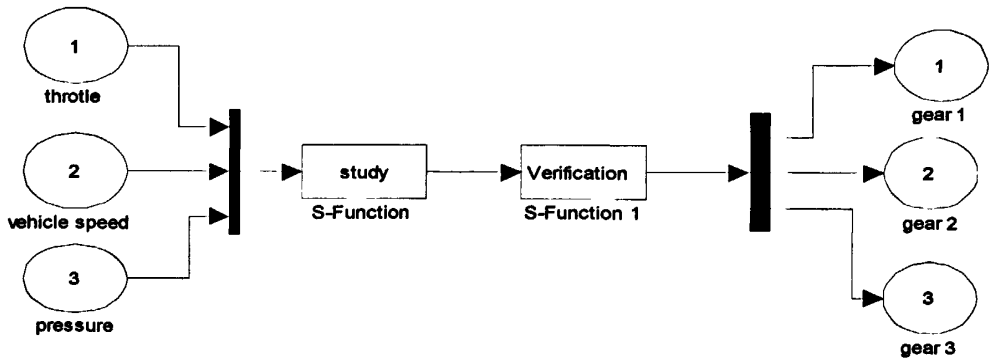 1
throtle
2
vehicle speed
3
pressure
study
S-Function
Verification
S-Function 1
1
gear 1
2
gear 2
3
gear 3